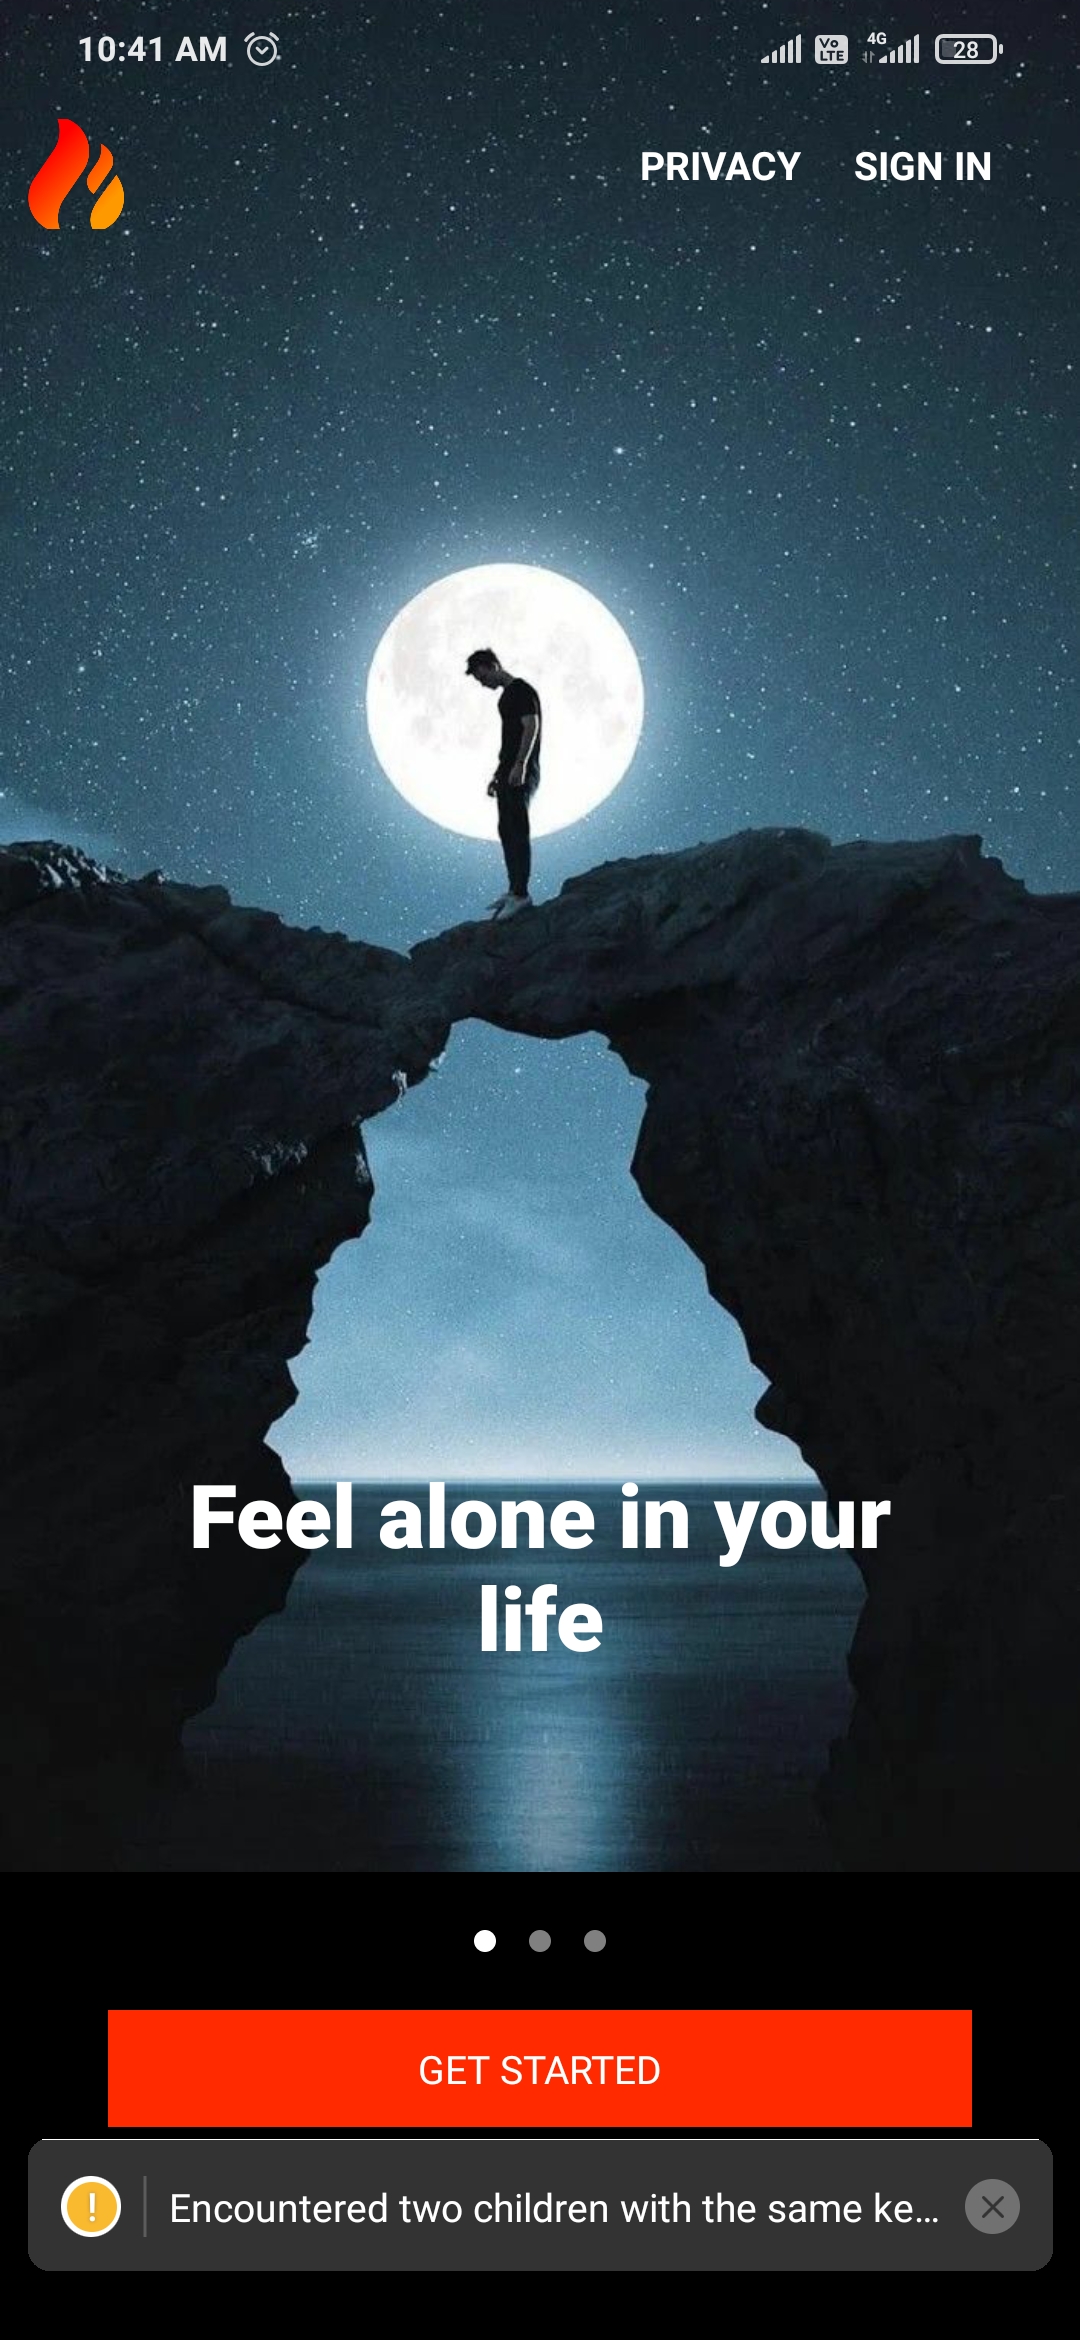 10:41 AM Vo LTE 4G 28
PRIVACY SIGN IN
Feel alone in your
life
GET STARTED
! Encountered two children with the same ke...